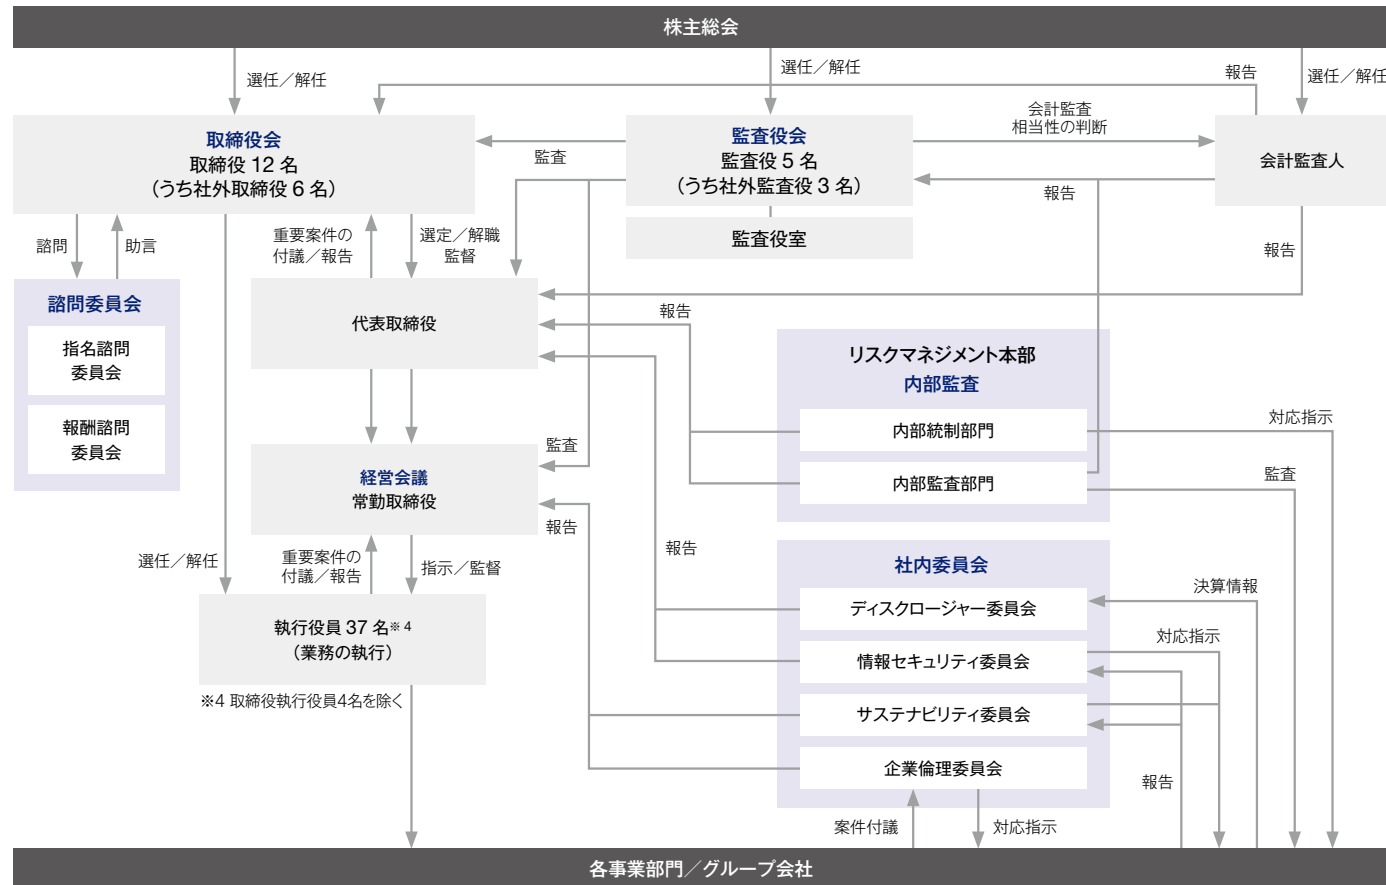 株主総会
選任／解任
選任／解任
報告
選任／解任
取締役会
取締役 12 名
（うち社外取締役 6 名）
監査
監査役会
監査役 5 名
（うち社外監査役 3 名）
監査役室
会計監査
相当性の判断
報告
会計監査人
報告
諮問
助言
重要案件の
付議／報告
選定／解職
監督
諮問委員会
指名諮問
委員会
報酬諮問
委員会
代表取締役
報告
リスクマネジメント本部
内部監査
内部統制部門
内部監査部門
対応指示
監査
監査
経営会議
常勤取締役
報告
報告
選任／解任
重要案件の
付議／報告
指示／監督
執行役員 37 名※ 4
（業務の執行）
※4 取締役執行役員4名を除く
社内委員会
ディスクロージャー委員会
情報セキュリティ委員会
サステナビリティ委員会
企業倫理委員会
決算情報
対応指示
報告
案件付議
対応指示
各事業部門／グループ会社